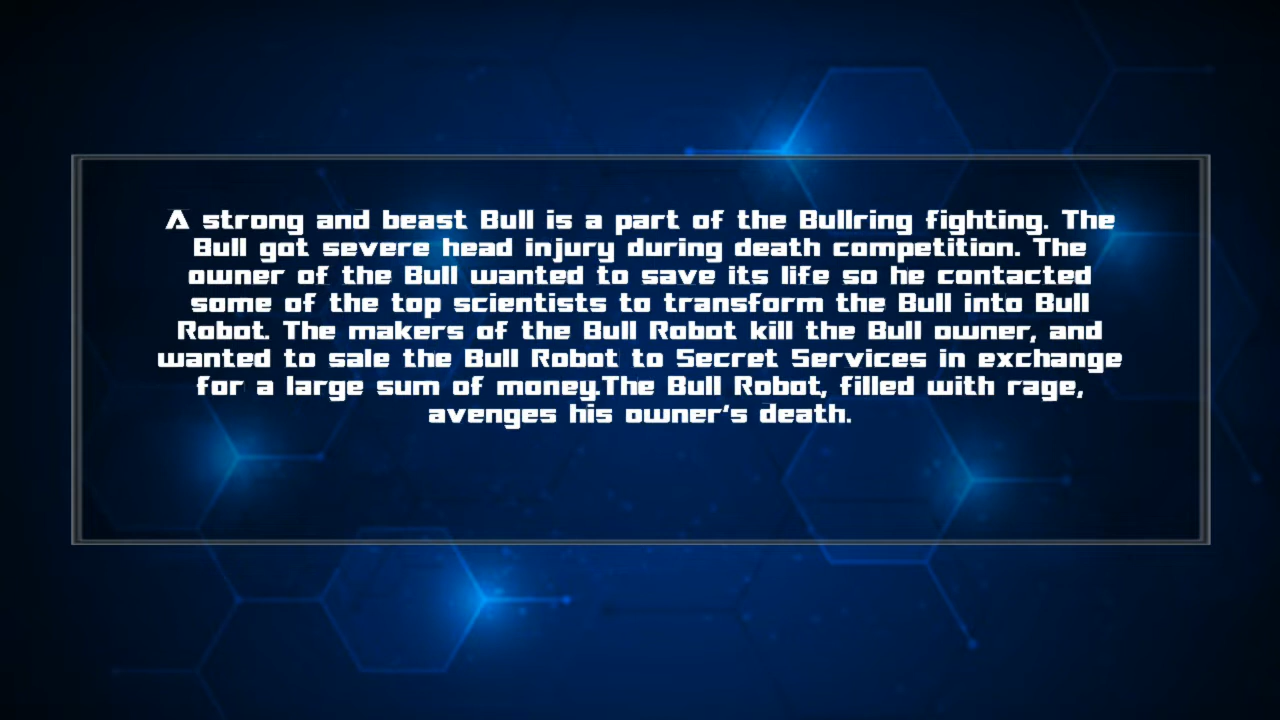 A strong and beast Bull is a part of the Bullring fighting. The
Bull got severe head injury during death competition. The
owner of the Bull wanted to save its life so he contacted
some of the top scientists to transform the Bull into Bull
Robot. The makers of the Bull Robot kill the Bull owner, and
wanted to sale the Bull Robot to Secret Services in exchange
for a large sum of money.The Bull Robot, filled with rage,
avenges his owner's death.